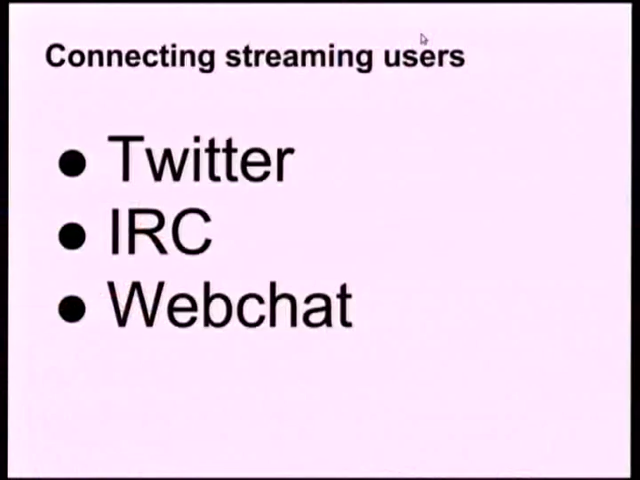 Connecting streaming users
● Twitter
● IRC
● Webchat